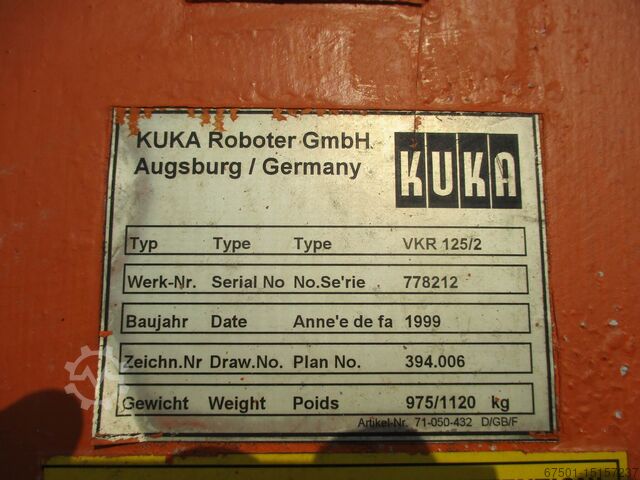 KUKA Roboter GmbH
Augsburg / Germany
KUKA
Typ Type Type VKR 125/2
Werk-Nr. Serial No No.Se'rie 778212
Baujahr Date Anne'e de fa 1999
Zeichn.Nr Draw.No. Plan No. 394.006
Gewicht Weight Poids 975/1120 kg
Artikel-Nr. 71-050-432 D/GB/F
67501-15157237